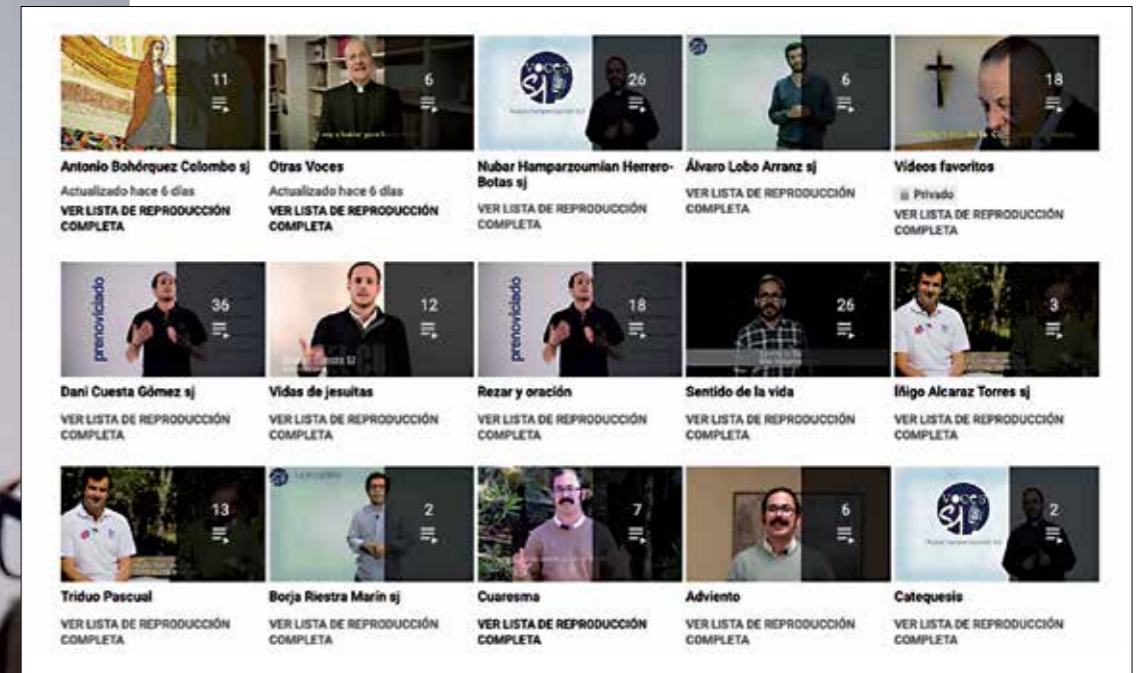 11
6
VOCES
SJ
Nubar Hamparzoumian SJ
26
6
18
Antonio Bohórquez Colombo sj
Actualizado hace 6 días
VER LISTA DE REPRODUCCIÓN
COMPLETA
Otras Voces
Actualizado hace 6 días
VER LISTA DE REPRODUCCIÓN
COMPLETA
Nubar Hamparzoumian Herrero-
Botas sj
VER LISTA DE REPRODUCCIÓN
COMPLETA
Álvaro Lobo Arranz sj
VER LISTA DE REPRODUCCIÓN
COMPLETA
Vídeos favoritos
Privado
VER LISTA DE REPRODUCCIÓN
COMPLETA
prenoviciado
36
12
prenoviciado
18
26
3
Dani Cuesta Gómez sj
VER LISTA DE REPRODUCCIÓN
COMPLETA
Vidas de jesuitas
VER LISTA DE REPRODUCCIÓN
COMPLETA
Rezar y oración
VER LISTA DE REPRODUCCIÓN
COMPLETA
Sentido de la vida
VER LISTA DE REPRODUCCIÓN
COMPLETA
Íñigo Alcaraz Torres sj
VER LISTA DE REPRODUCCIÓN
COMPLETA
13
2
7
6
VOCES
SJ
2
Triduo Pascual
VER LISTA DE REPRODUCCIÓN
COMPLETA
Borja Riestra Marín sj
VER LISTA DE REPRODUCCIÓN
COMPLETA
Cuaresma
VER LISTA DE REPRODUCCIÓN
COMPLETA
Adviento
VER LISTA DE REPRODUCCIÓN
COMPLETA
Catequesis
VER LISTA DE REPRODUCCIÓN
COMPLETA